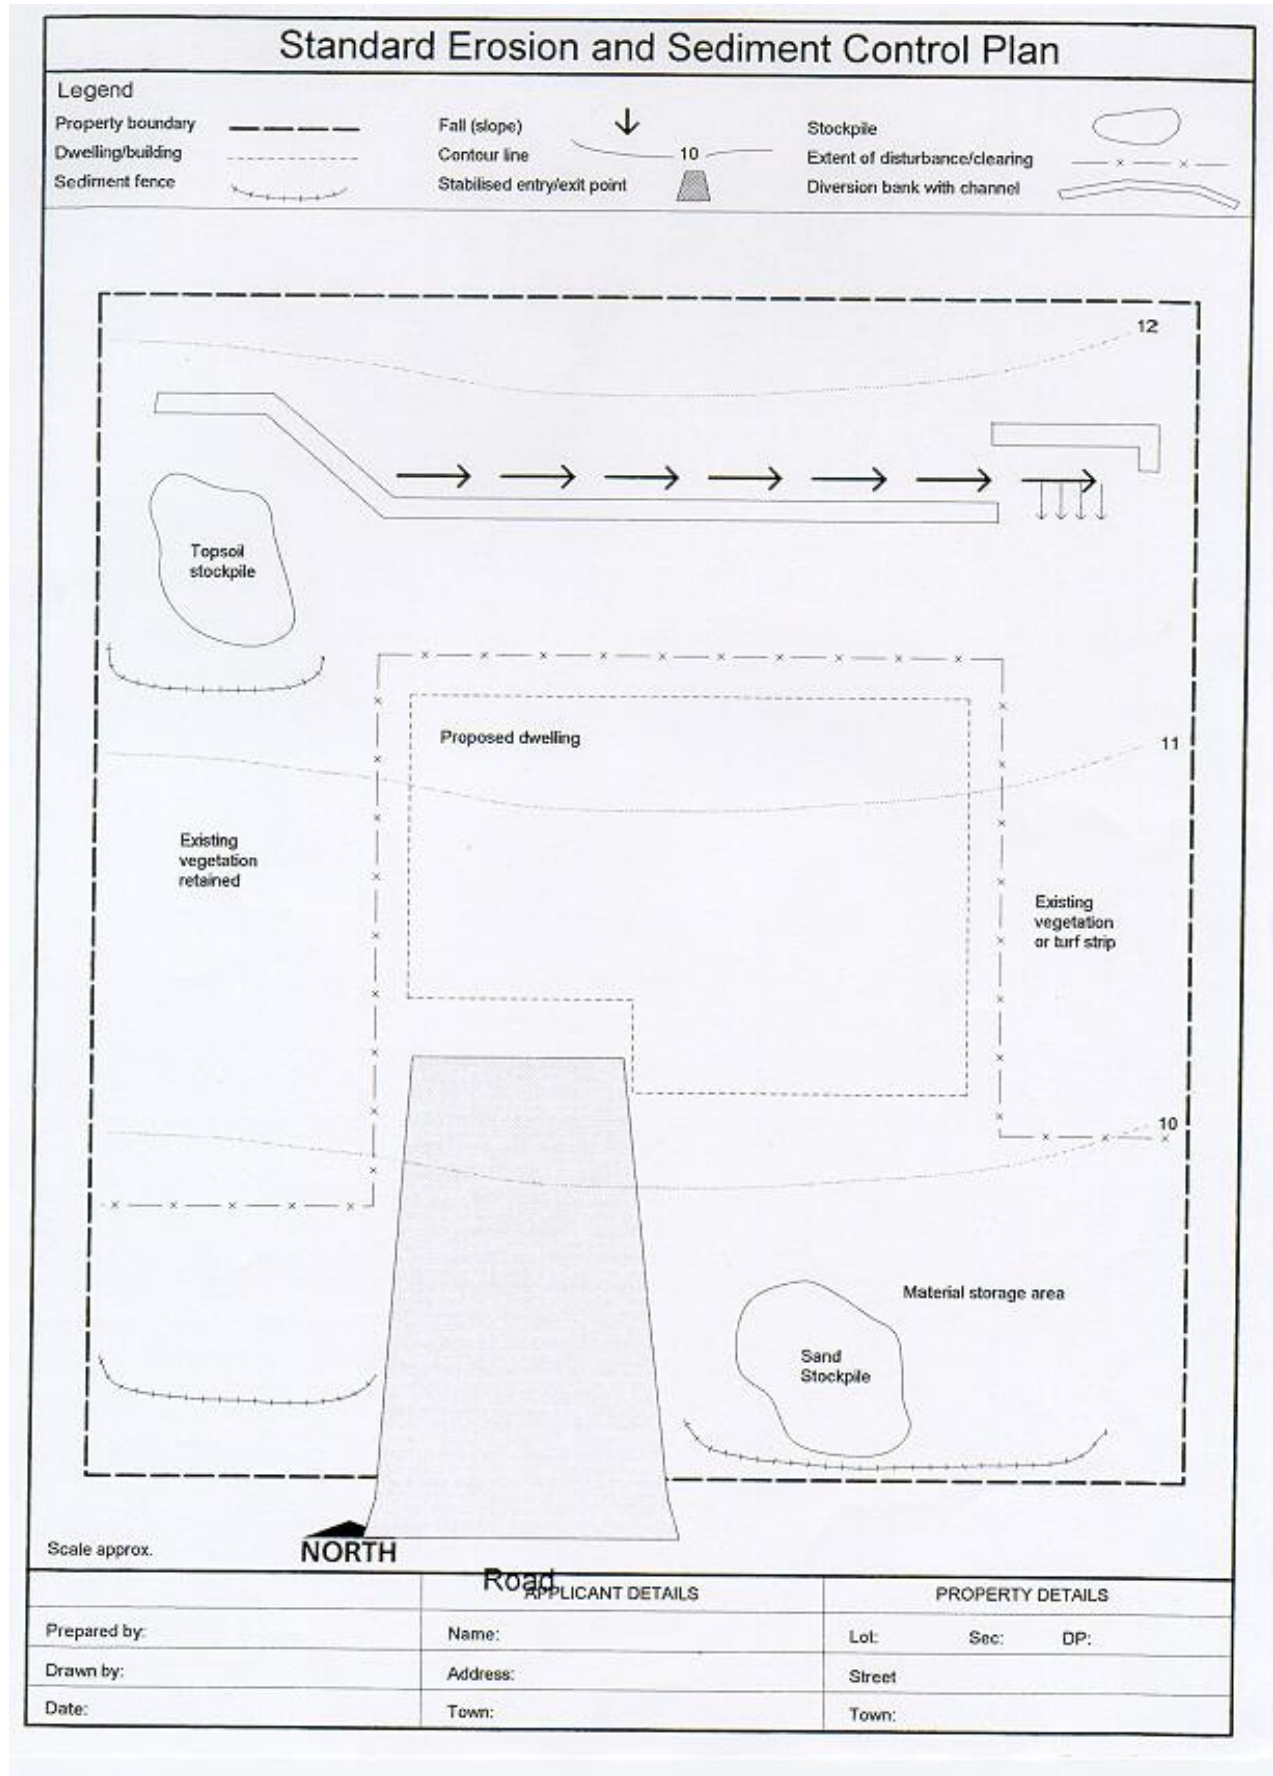 Standard Erosion and Sediment Control Plan
Legend
Property boundary
Dwelling/building
Sediment fence
Fall (slope)
Contour line
10
Stabilised entry/exit point
Stockpile
Extent of disturbance/clearing
Diversion bank with channel
12
Topsoil
stockpile
Proposed dwelling
11
Existing
vegetation
retained
Existing
vegetation
or turf strip
10
Material storage area
Sand
Stockpile
Scale approx.
NORTH
Road
APPLICANT DETAILS
PROPERTY DETAILS
Prepared by:
Name:
Lot: Sec: DP:
Drawn by:
Address:
Street
Date:
Town:
Town: